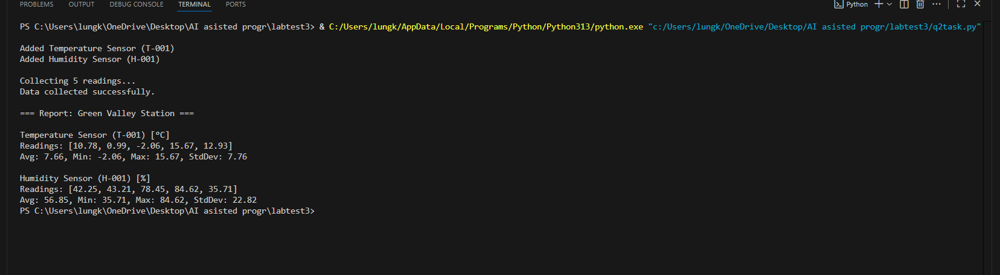 PROBLEMS OUTPUT DEBUG CONSOLE TERMINAL PORTS Python
PS C:\Users\lungk\OneDrive\Desktop\AI asisted progr\labtest3> & C:/Users/lungk/AppData/Local/Programs/Python/Python313/python.exe "c:/Users/lungk/OneDrive/Desktop/AI asisted progr/labtest3/q2task.py"
Added Temperature Sensor (T-001)
Added Humidity Sensor (H-001)
Collecting 5 readings...
Data collected successfully.
=== Report: Green Valley Station ===
Temperature Sensor (T-001) [°C]
Readings: [10.78, 0.99, -2.06, 15.67, 12.93]
Avg: 7.66, Min: -2.06, Max: 15.67, StdDev: 7.76
Humidity Sensor (H-001) [%]
Readings: [42.25, 43.21, 78.45, 84.62, 35.71]
Avg: 56.85, Min: 35.71, Max: 84.62, StdDev: 22.82
PS C:\Users\lungk\OneDrive\Desktop\AI asisted progr\labtest3>